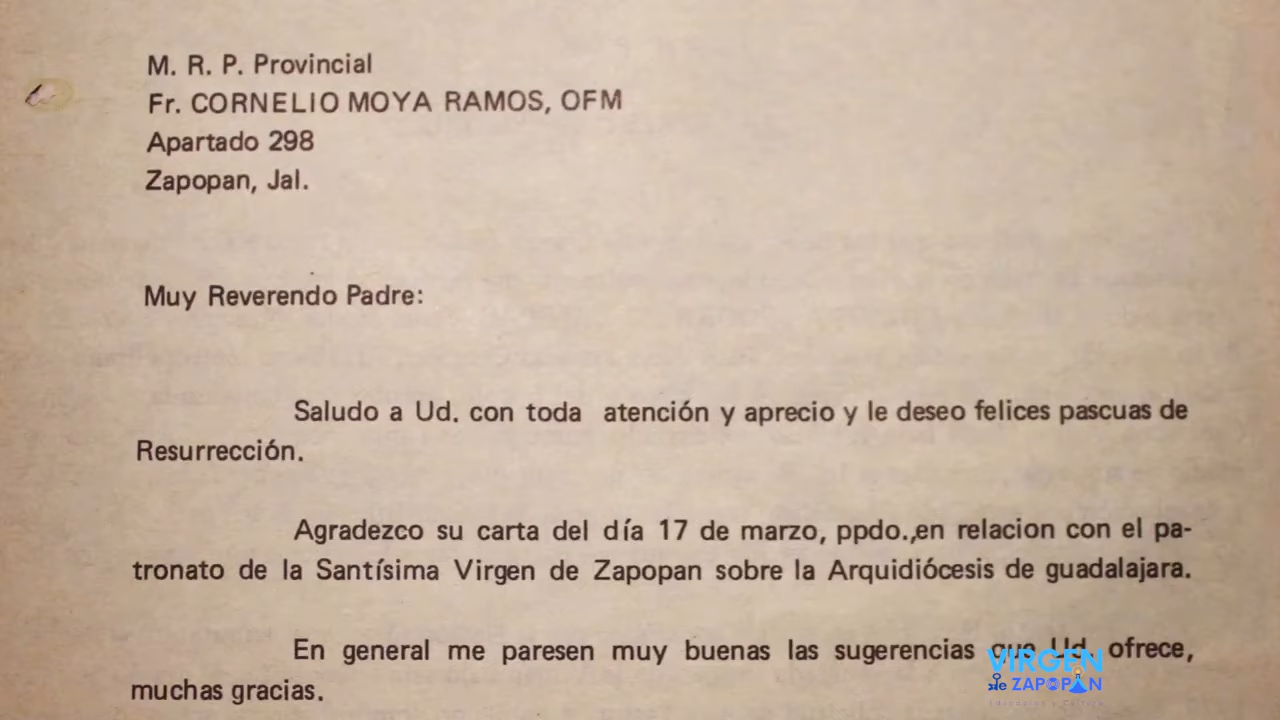 M. R. P. Provincial
Fr. CORNELIO MOYA RAMOS, OFM
Apartado 298
Zapopan, Jal.
Muy Reverendo Padre:
Saludo a Ud. con toda atención y aprecio y le deseo felices pascuas de
Resurrección.
Agradezco su carta del día 17 de marzo, ppdo.,en relacion con el pa-
tronato de la Santísima Virgen de Zapopan sobre la Arquidiócesis de guadalajara.
En general me paresen muy buenas las sugerencias que Ud. ofrece,
muchas gracias.
VIRGEN
de ZAPOPAN
Educación y Cultura